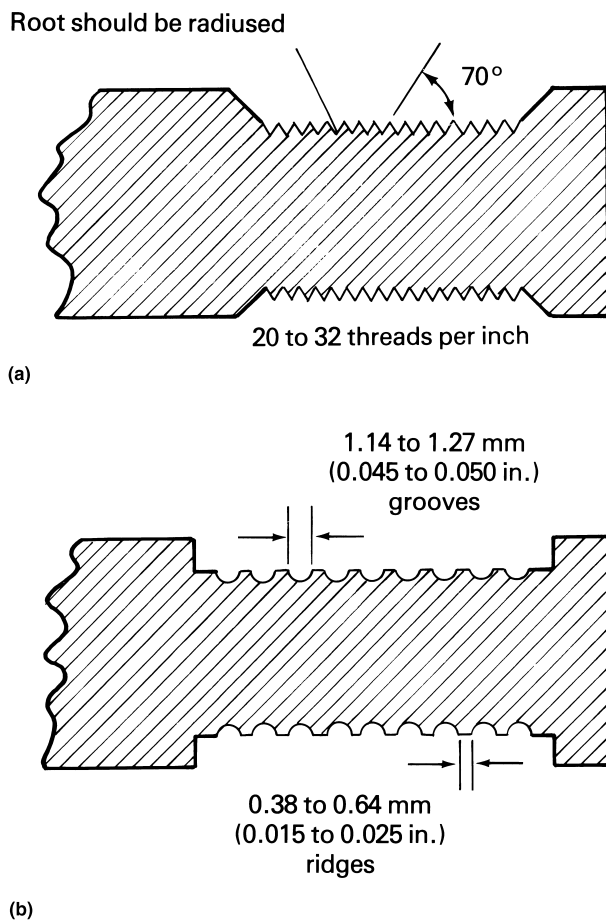 Root should be radiused
70°
20 to 32 threads per inch
(a)
1.14 to 1.27 mm
(0.045 to 0.050 in.)
grooves
0.38 to 0.64 mm
(0.015 to 0.025 in.)
ridges
(b)